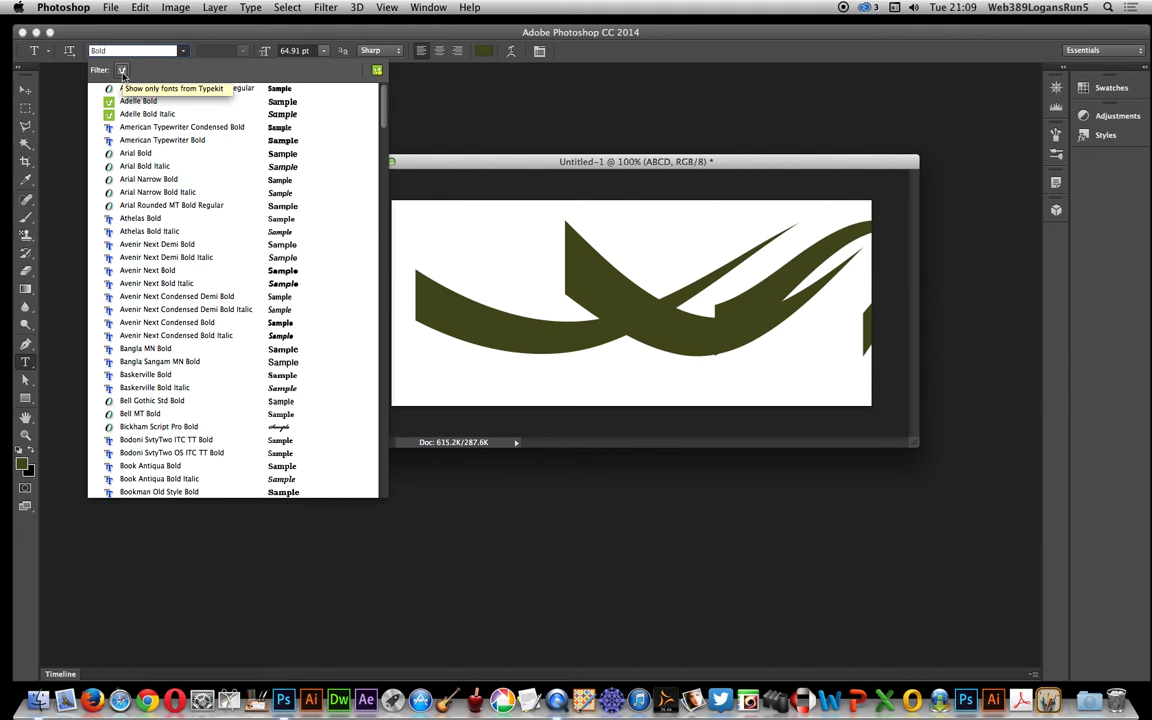 Photoshop File Edit Image Layer Type Select Filter 3D View Window Help 3 Tue 21:09 Web389LogansRun5
Adobe Photoshop CC 2014
T Bold 64.91 pt Sharp Essentials
Filter:
Show only fonts from Typekit
egular Sample
Adelle Bold Sample
Adelle Bold Italic Sample
American Typewriter Condensed Bold Sample
American Typewriter Bold Sample
Arial Bold Sample
Arial Bold Italic Sample
Arial Narrow Bold Sample
Arial Narrow Bold Italic Sample
Arial Rounded MT Bold Regular Sample
Athelas Bold Sample
Athelas Bold Italic Sample
Avenir Next Demi Bold Sample
Avenir Next Demi Bold Italic Sample
Avenir Next Bold Sample
Avenir Next Bold Italic Sample
Avenir Next Condensed Demi Bold Sample
Avenir Next Condensed Demi Bold Italic Sample
Avenir Next Condensed Bold Sample
Avenir Next Condensed Bold Italic Sample
Bangla MN Bold Sample
Bangla Sangam MN Bold Sample
Baskerville Bold Sample
Baskerville Bold Italic Sample
Bell Gothic Std Bold Sample
Bell MT Bold Sample
Bickham Script Pro Bold Sample
Bodoni SvtyTwo ITC TT Bold Sample
Bodoni SvtyTwo OS ITC TT Bold Sample
Book Antiqua Bold Sample
Book Antiqua Bold Italic Sample
Bookman Old Style Bold Sample
Untitled-1 @ 100% (ABCD, RGB/8) *
Doc: 615.2K/287.6K
Swatches
Adjustments
Styles
Timeline
Ps Ai Dw Ae W P X O Ps Ai